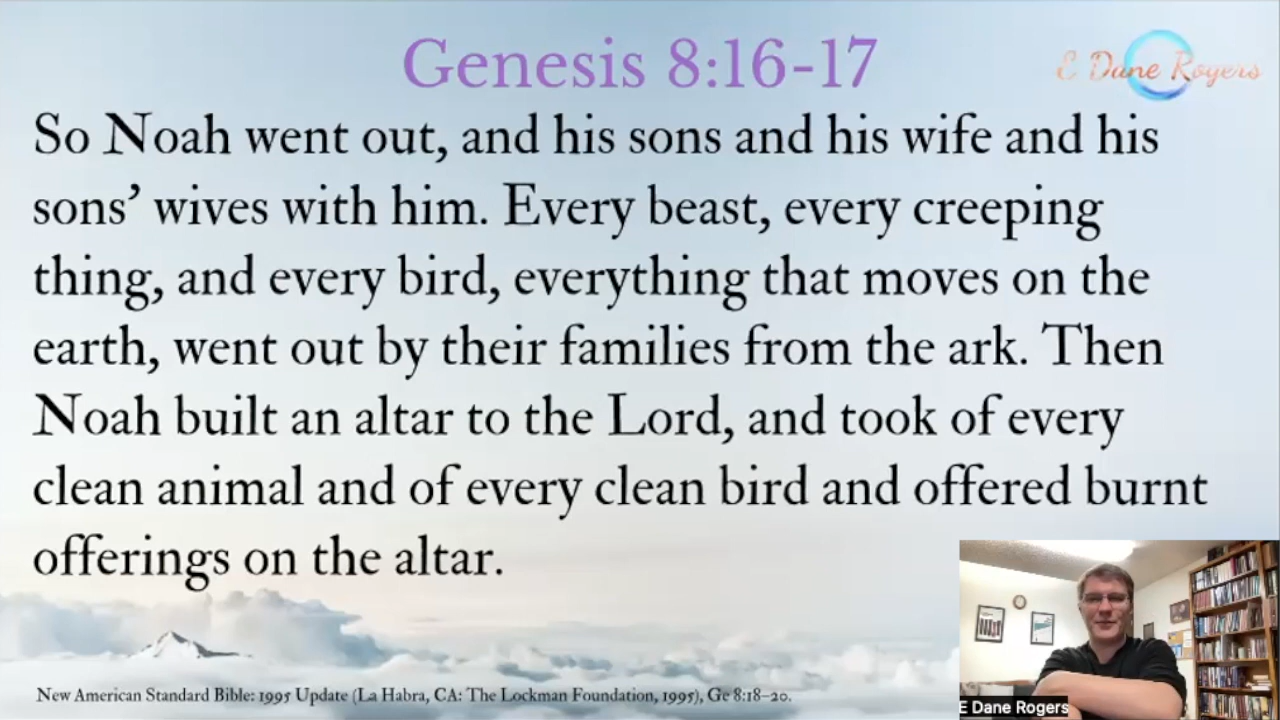 Genesis 8:16-17
E Dane Rogers
So Noah went out, and his sons and his wife and his
sons’ wives with him. Every beast, every creeping
thing, and every bird, everything that moves on the
earth, went out by their families from the ark. Then
Noah built an altar to the Lord, and took of every
clean animal and of every clean bird and offered burnt
offerings on the altar.
New American Standard Bible: 1995 Update (La Habra, CA: The Lockman Foundation, 1995), Ge 8:18–20.
E Dane Rogers